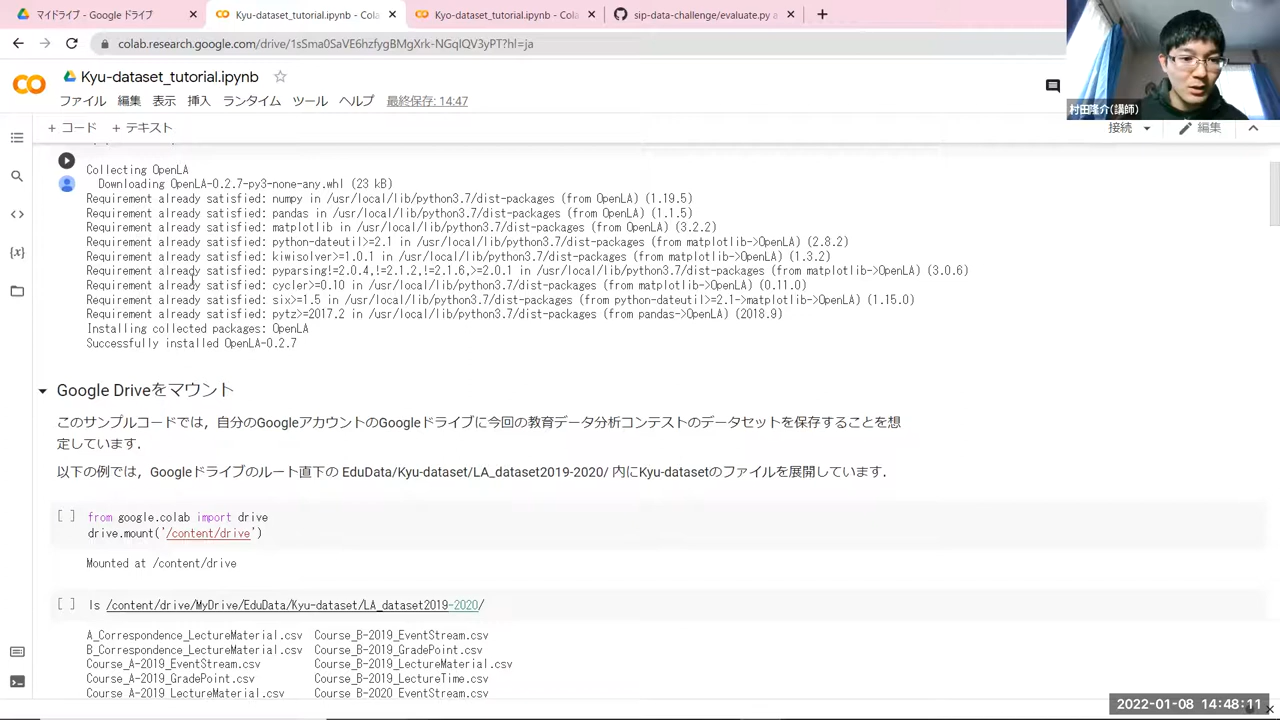 マイドライブ - Google ドライブ
Kyu-dataset_tutorial.ipynb - Cola
Kyo-dataset_tutorial.ipynb - Cola
sip-data-challenge/evaluate.py a
colab.research.google.com/drive/1sSma0SaVE6hzfygBMgXrk-NGqIQV3yPT?hl=ja
Kyu-dataset_tutorial.ipynb
ファイル 編集 表示 挿入 ランタイム ツール ヘルプ 最終保存: 14:47
村田隆介(講師)
+ コード + テキスト
接続 編集
Collecting OpenLA
Downloading OpenLA-0.2.7-py3-none-any.whl (23 kB)
Requirement already satisfied: numpy in /usr/local/lib/python3.7/dist-packages (from OpenLA) (1.19.5)
Requirement already satisfied: pandas in /usr/local/lib/python3.7/dist-packages (from OpenLA) (1.1.5)
Requirement already satisfied: matplotlib in /usr/local/lib/python3.7/dist-packages (from OpenLA) (3.2.2)
Requirement already satisfied: python-dateutil>=2.1 in /usr/local/lib/python3.7/dist-packages (from matplotlib->OpenLA) (2.8.2)
Requirement already satisfied: kiwisolver>=1.0.1 in /usr/local/lib/python3.7/dist-packages (from matplotlib->OpenLA) (1.3.2)
Requirement already satisfied: pyparsing!=2.0.4,!=2.1.2,!=2.1.6,>=2.0.1 in /usr/local/lib/python3.7/dist-packages (from matplotlib->OpenLA) (3.0.6)
Requirement already satisfied: cycler>=0.10 in /usr/local/lib/python3.7/dist-packages (from matplotlib->OpenLA) (0.11.0)
Requirement already satisfied: six>=1.5 in /usr/local/lib/python3.7/dist-packages (from python-dateutil>=2.1->matplotlib->OpenLA) (1.15.0)
Requirement already satisfied: pytz>=2017.2 in /usr/local/lib/python3.7/dist-packages (from pandas->OpenLA) (2018.9)
Installing collected packages: OpenLA
Successfully installed OpenLA-0.2.7
Google Driveをマウント
このサンプルコードでは，自分のGoogleアカウントのGoogleドライブに今回の教育データ分析コンテストのデータセットを保存することを想
定しています．
以下の例では，Googleドライブのルート直下の EduData/Kyu-dataset/LA_dataset2019-2020/ 内にKyu-datasetのファイルを展開しています．
[ ] from google.colab import drive
drive.mount('/content/drive')
Mounted at /content/drive
[ ] ls /content/drive/MyDrive/EduData/Kyu-dataset/LA_dataset2019-2020/
A_Correspondence_LectureMaterial.csv Course_B-2019_EventStream.csv
B_Correspondence_LectureMaterial.csv Course_B-2019_GradePoint.csv
Course_A-2019_EventStream.csv Course_B-2019_LectureMaterial.csv
Course_A-2019_GradePoint.csv Course_B-2019_LectureTime.csv
Course_A-2019_LectureMaterial.csv Course_B-2020_EventStream.csv
2022-01-08 14:48:11